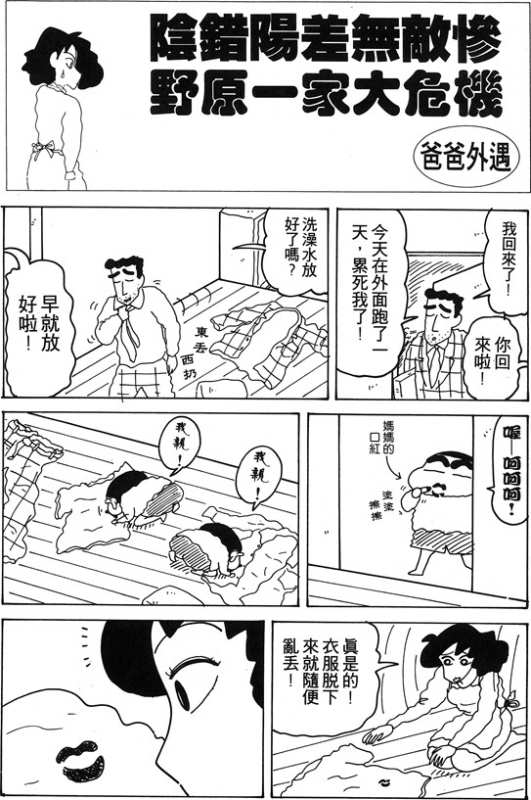 陰錯陽差無敵慘
野原一家大危機
爸爸外遇
我回來了！
你回
來啦！
今天在外面跑了一
天，累死我了！
洗澡水放
好了嗎？
早就放
好啦！
東丟
西扔
喔—呵呵呵！
媽媽的
口紅
塗塗
擦擦
我親！
我親！
真是的！
衣服脫下
來就隨便
亂丟！